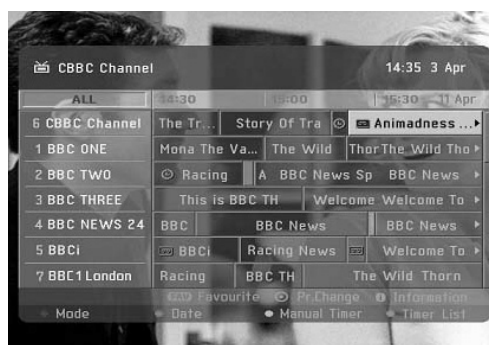 CBBC Channel 14:35 3 Apr
ALL 14:30 15:00 15:30 11 Apr
6 CBBC Channel The Tr... Story Of Tra Animadness ...
1 BBC ONE Mona The Va... The Wild ThorThe Wild Tho
2 BBC TWO Racing A BBC News Sp BBC News
3 BBC THREE This is BBC TH Welcome Welcome To
4 BBC NEWS 24 BBC BBC News BBC News
5 BBCi BBCi Racing News Welcome To
7 BBC1 London Racing BBC TH The Wild Thorn
FAV Favourite Pr.Change Information
Mode Date Manual Timer Timer List